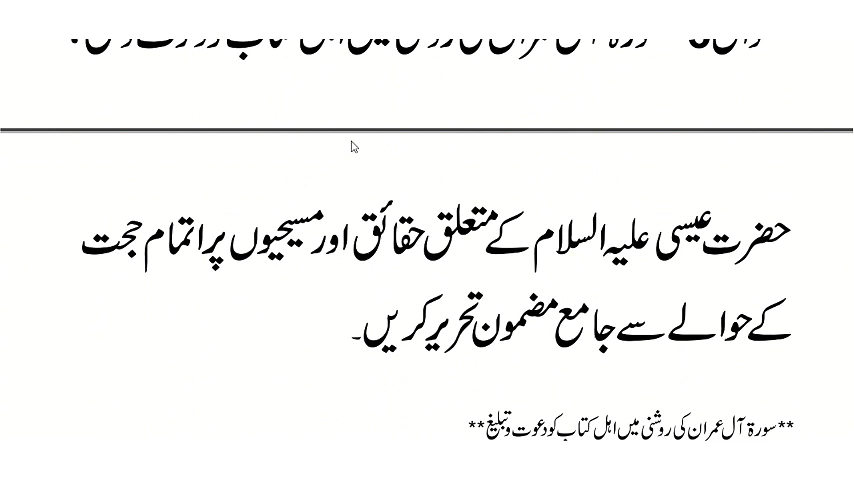 حضرت عیسی علیہ السلام کے متعلق حقائق اور مسیحیوں پر اتمام حجت
کے حوالے سے جامع مضمون تحریر کریں۔
**سورۃ آل عمران کی روشنی میں اہل کتاب کو دعوت و تبلیغ**